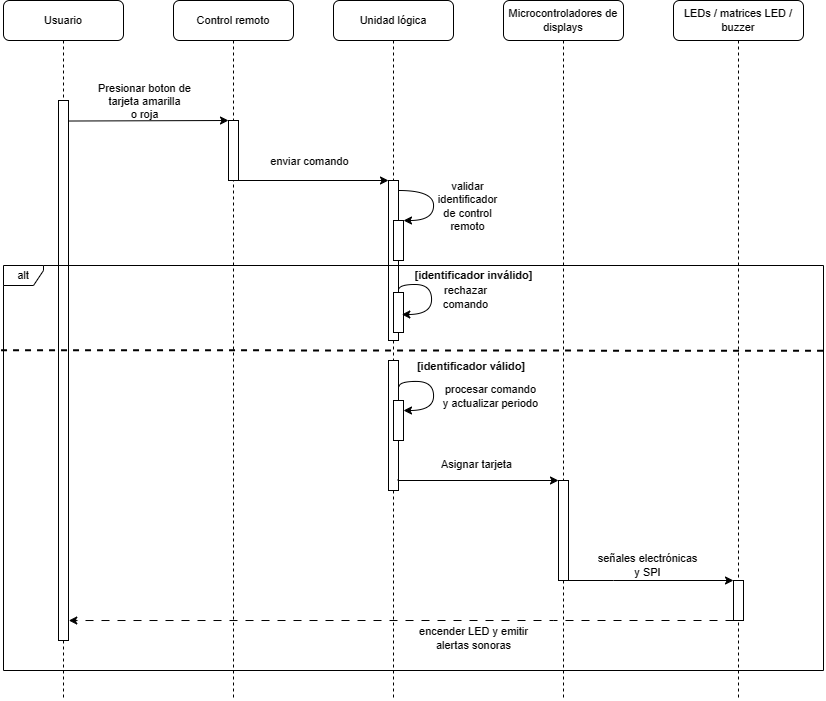 Usuario
Control remoto
Unidad lógica
Microcontroladores de
displays
LEDs / matrices LED /
buzzer
Presionar boton de
tarjeta amarilla
o roja
enviar comando
validar
identificador
de control
remoto
alt
[identificador inválido]
rechazar
comando
[identificador válido]
procesar comando
y actualizar periodo
Asignar tarjeta
señales electrónicas
y SPI
encender LED y emitir
alertas sonoras